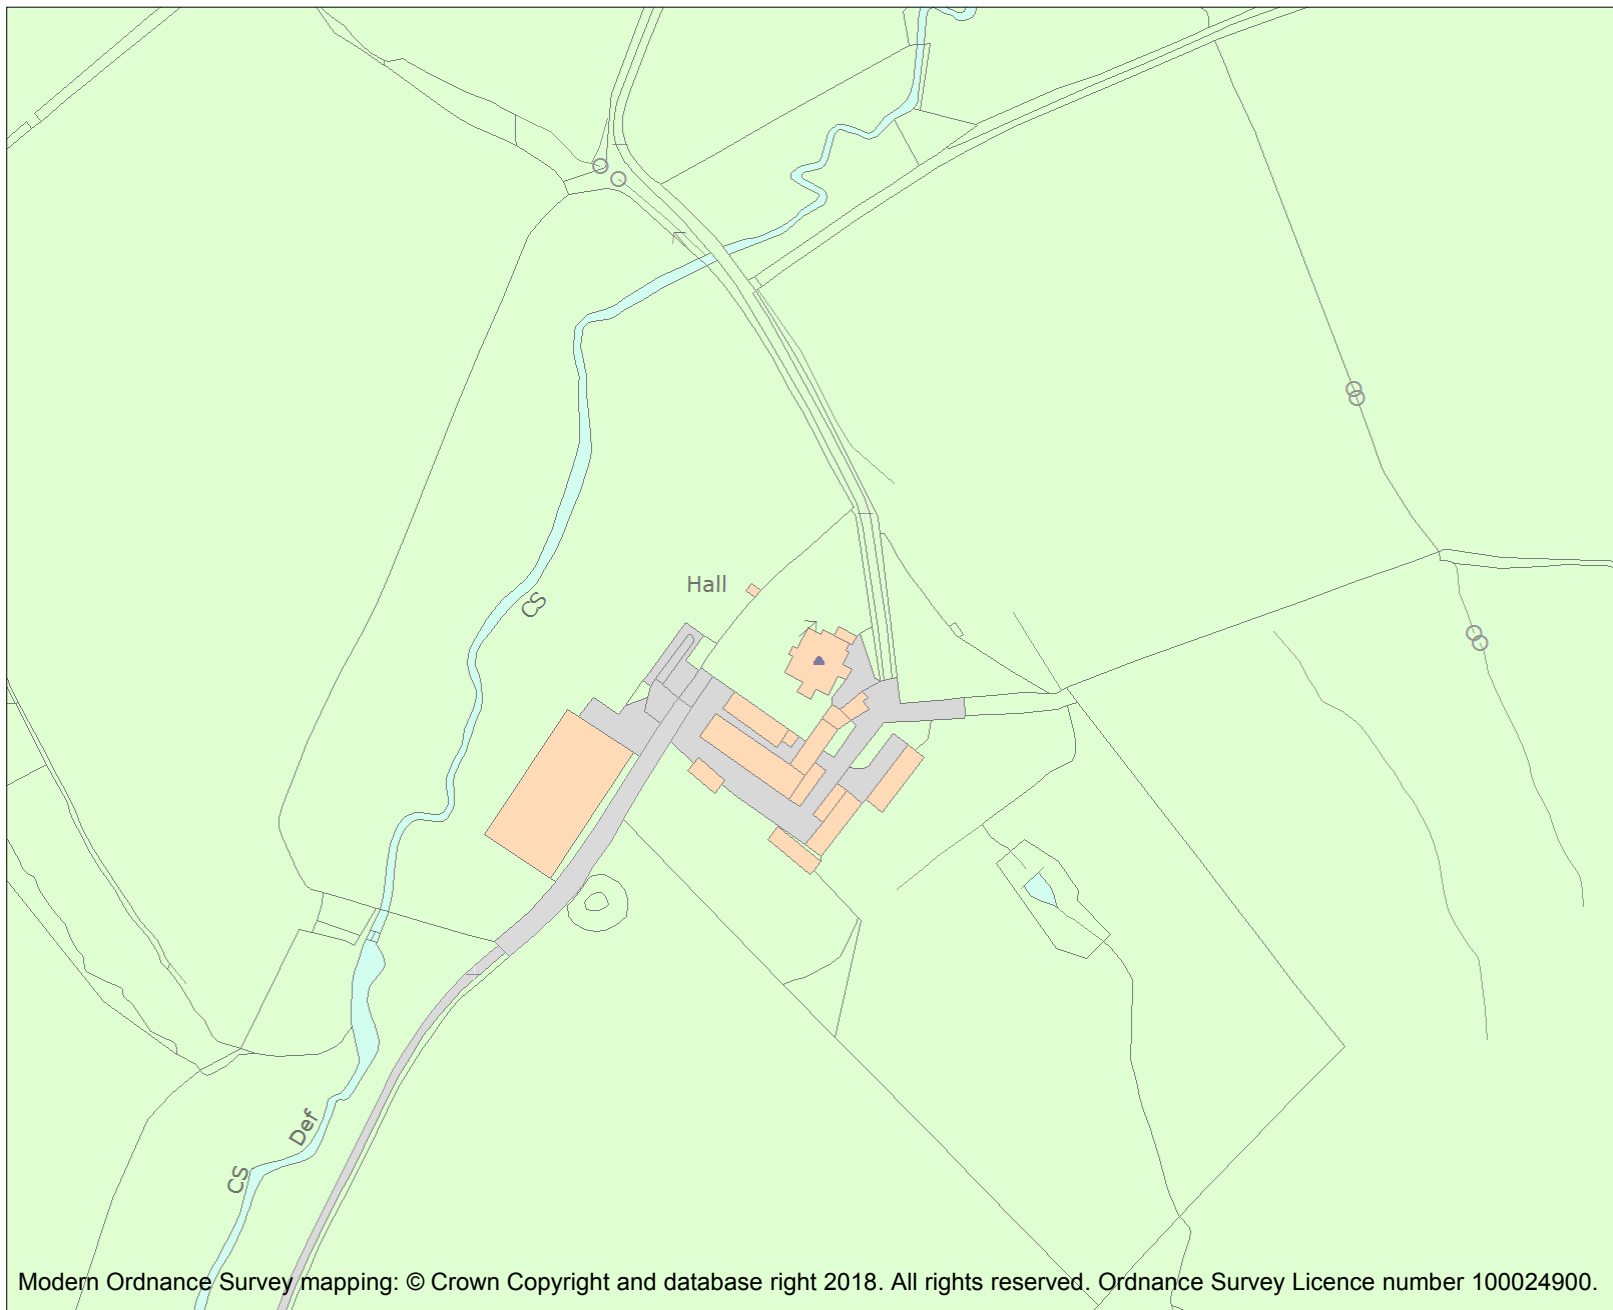 Hall
CS
Def
CS
Modern Ordnance Survey mapping: © Crown Copyright and database right 2018. All rights reserved. Ordnance Survey Licence number 100024900.